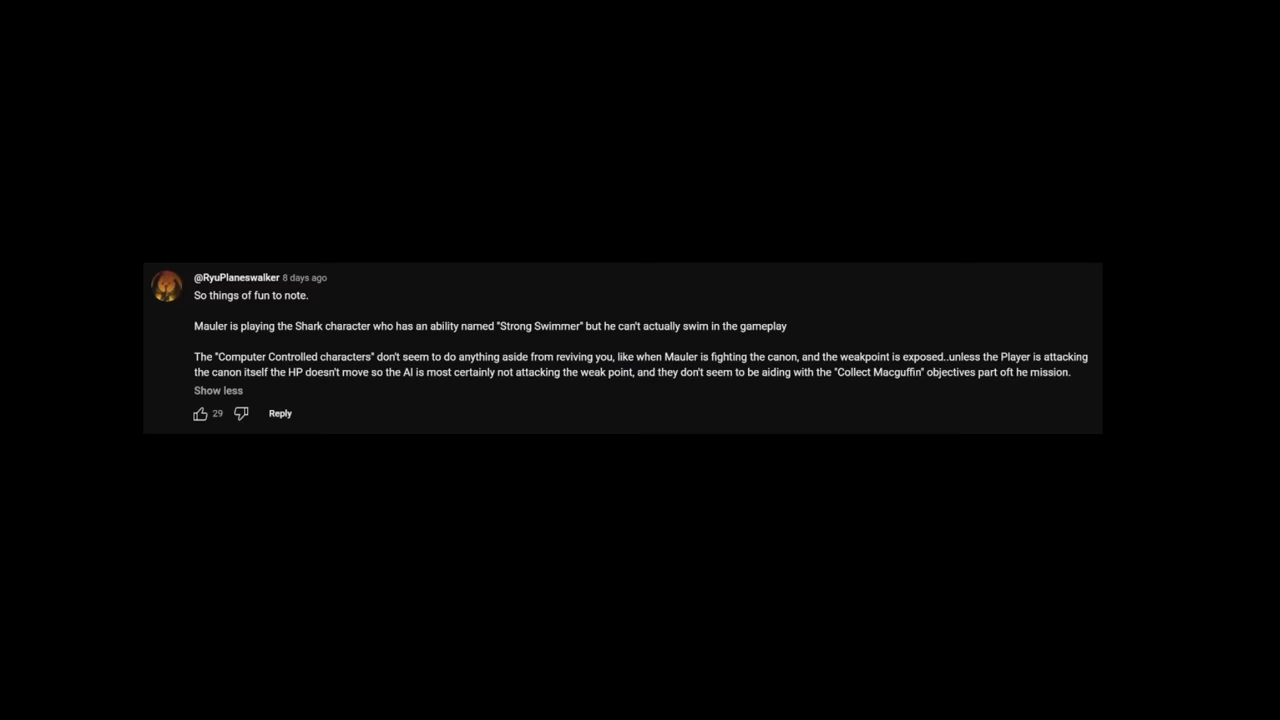 @RyuPlaneswalker 8 days ago
So things of fun to note.
Mauler is playing the Shark character who has an ability named "Strong Swimmer" but he can't actually swim in the gameplay
The "Computer Controlled characters" don't seem to do anything aside from reviving you, like when Mauler is fighting the canon, and the weakpoint is exposed..unless the Player is attacking
the canon itself the HP doesn't move so the AI is most certainly not attacking the weak point, and they don't seem to be aiding with the "Collect Macguffin" objectives part oft he mission.
Show less
29 Reply